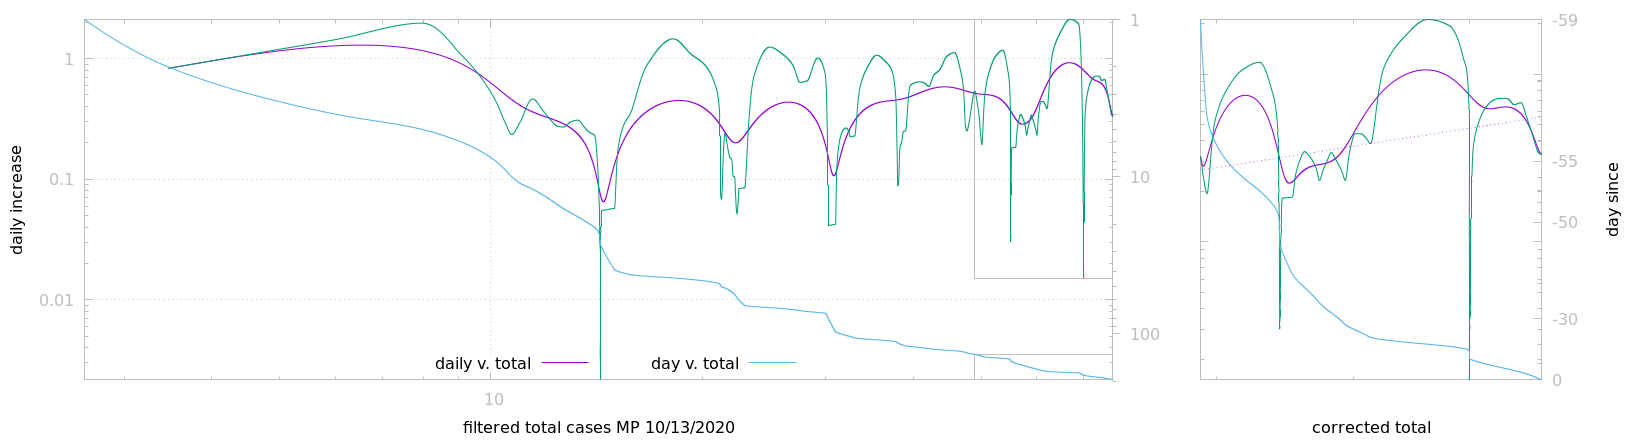 1
0.1
0.01
daily increase
daily v. total
day v. total
10
filtered total cases MP 10/13/2020
1
10
100
-59
-55
-50
-30
0
day since
corrected total